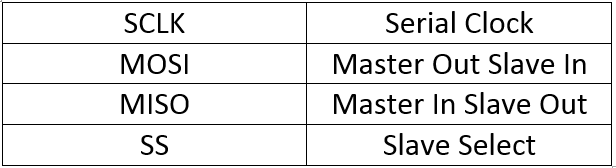 SCLK Serial Clock
MOSI Master Out Slave In
MISO Master In Slave Out
SS Slave Select